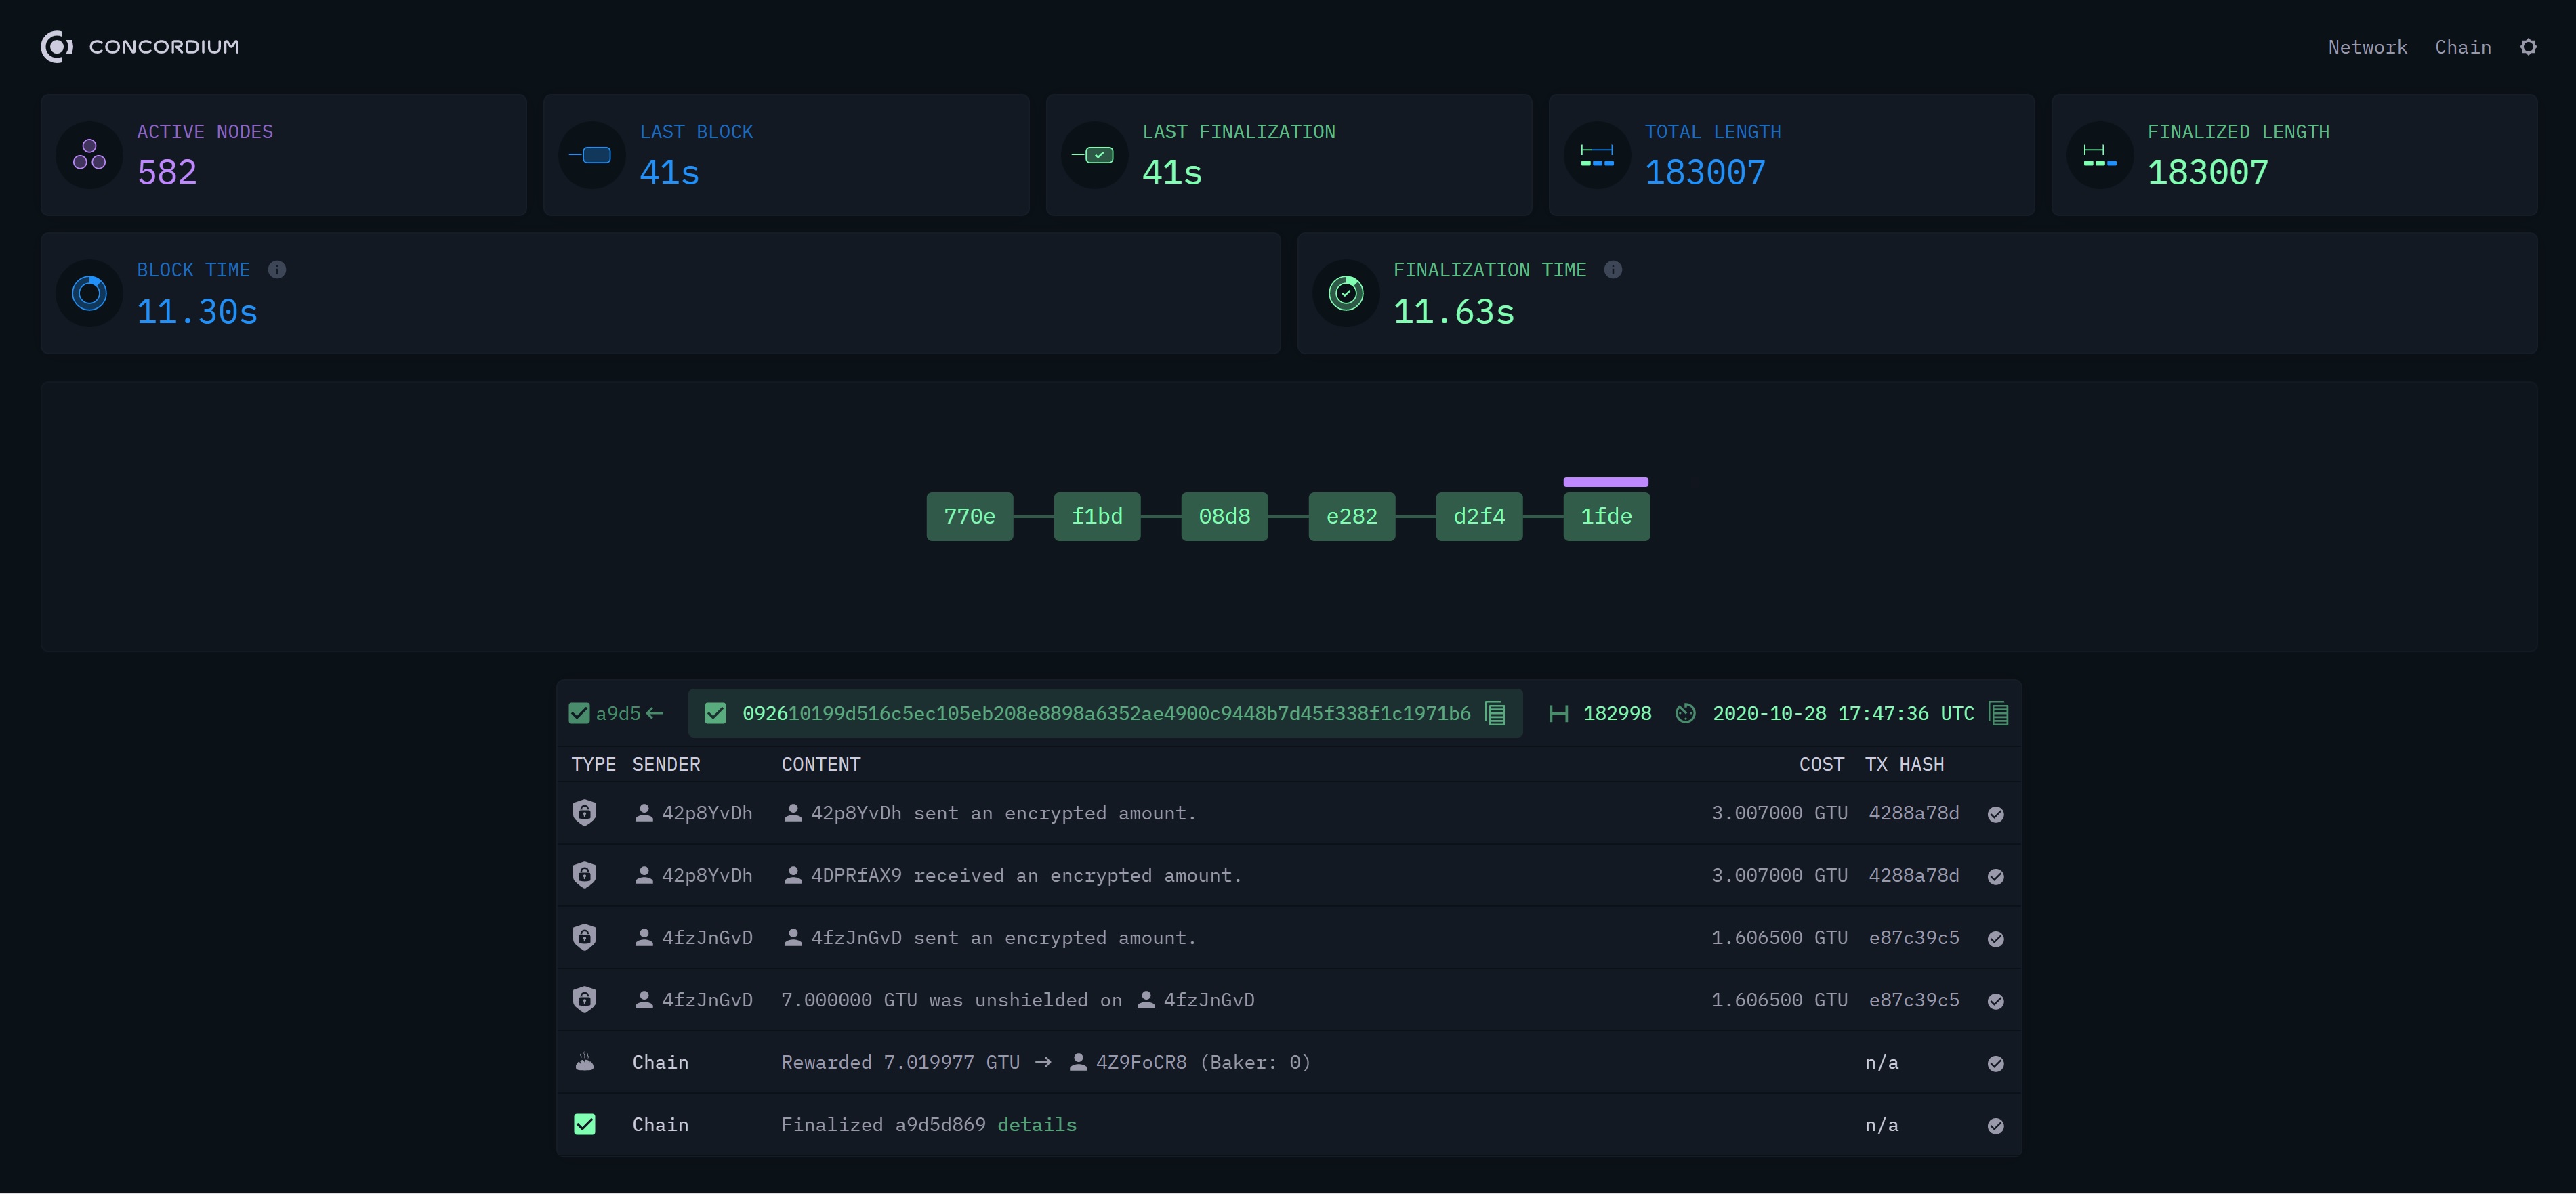 CONCORDIUM Network Chain
ACTIVE NODES LAST BLOCK LAST FINALIZATION TOTAL LENGTH FINALIZED LENGTH
582 41s 41s 183007 183007
BLOCK TIME FINALIZATION TIME
11.30s 11.63s
770e f1bd 08d8 e282 d2f4 1fde
a9d5 ← 092610199d516c5ec105eb208e8898a6352ae4900c9448b7d45f338f1c1971b6 182998 2020-10-28 17:47:36 UTC
TYPE SENDER CONTENT COST TX HASH
42p8YvDh 42p8YvDh sent an encrypted amount. 3.007000 GTU 4288a78d
42p8YvDh 4DPRfAX9 received an encrypted amount. 3.007000 GTU 4288a78d
4fzJnGvD 4fzJnGvD sent an encrypted amount. 1.606500 GTU e87c39c5
4fzJnGvD 7.000000 GTU was unshielded on 4fzJnGvD 1.606500 GTU e87c39c5
Chain Rewarded 7.019977 GTU → 4Z9FoCR8 (Baker: 0) n/a
Chain Finalized a9d5d869 details n/a